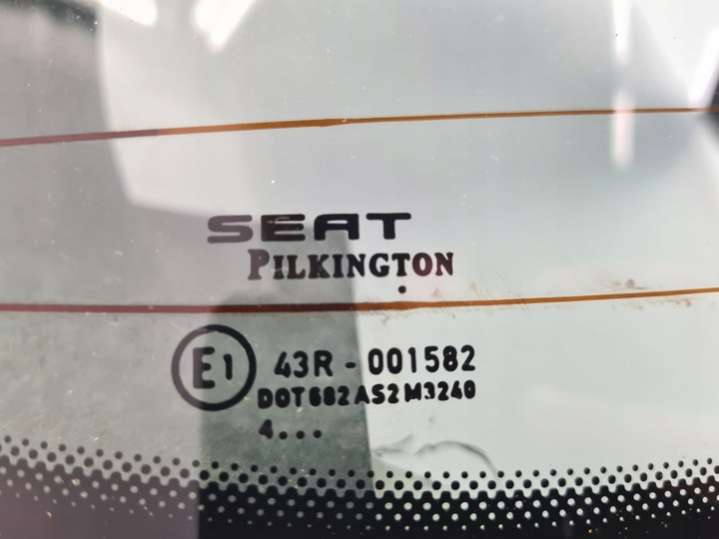 SEAT
PILKINGTON
E1 43R - 001582
DOT682AS2M3240
4...